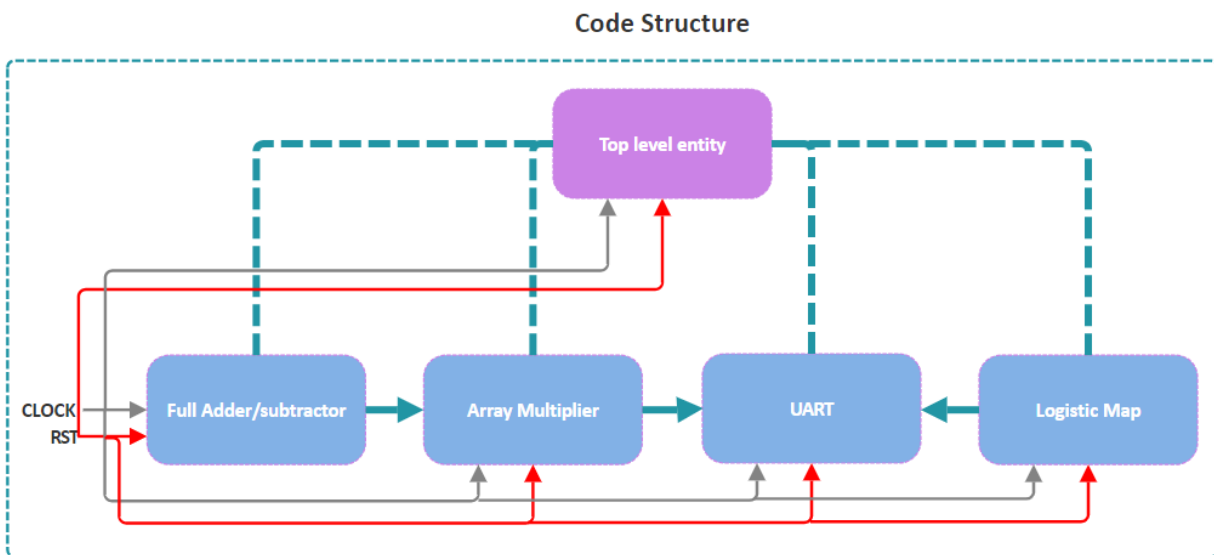 Code Structure
Top level entity
Full Adder/subtractor
Array Multiplier
UART
Logistic Map
CLOCK
RST